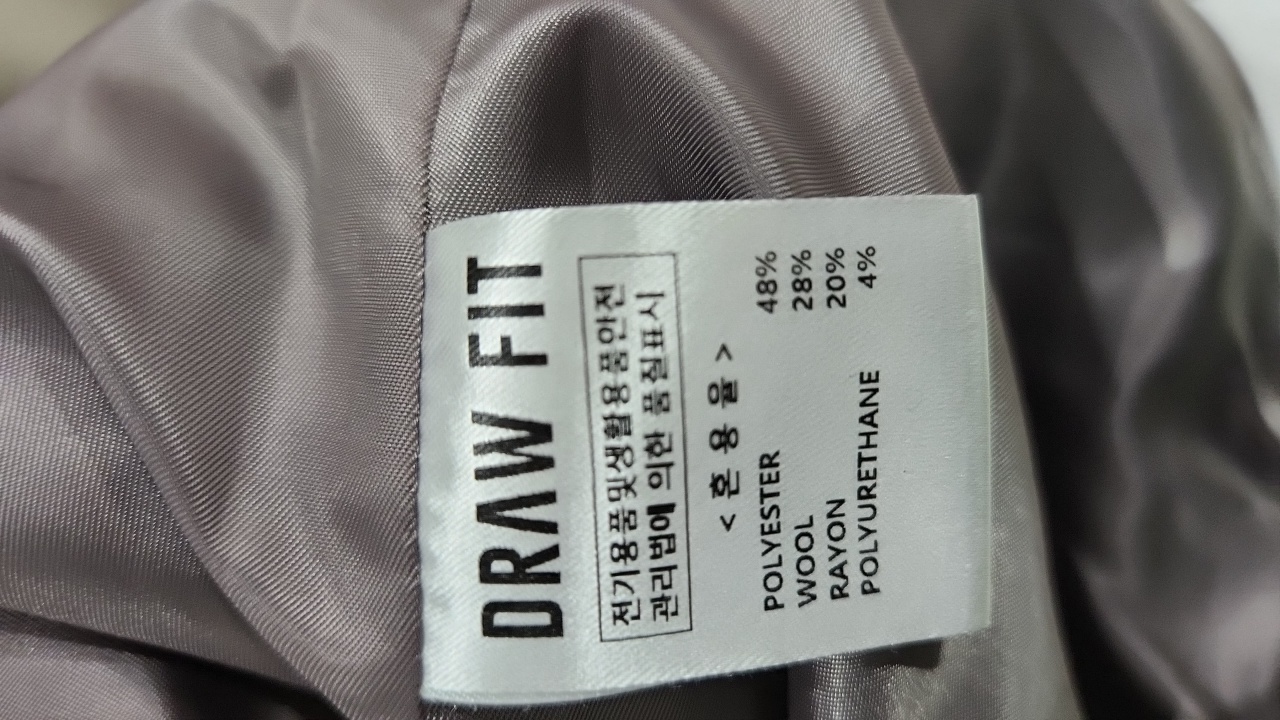 DRAW FIT
전기용품및생활용품안전
관리법에 의한 품질표시
< 혼 용 율 >
POLYESTER 48%
WOOL 28%
RAYON 20%
POLYURETHANE 4%